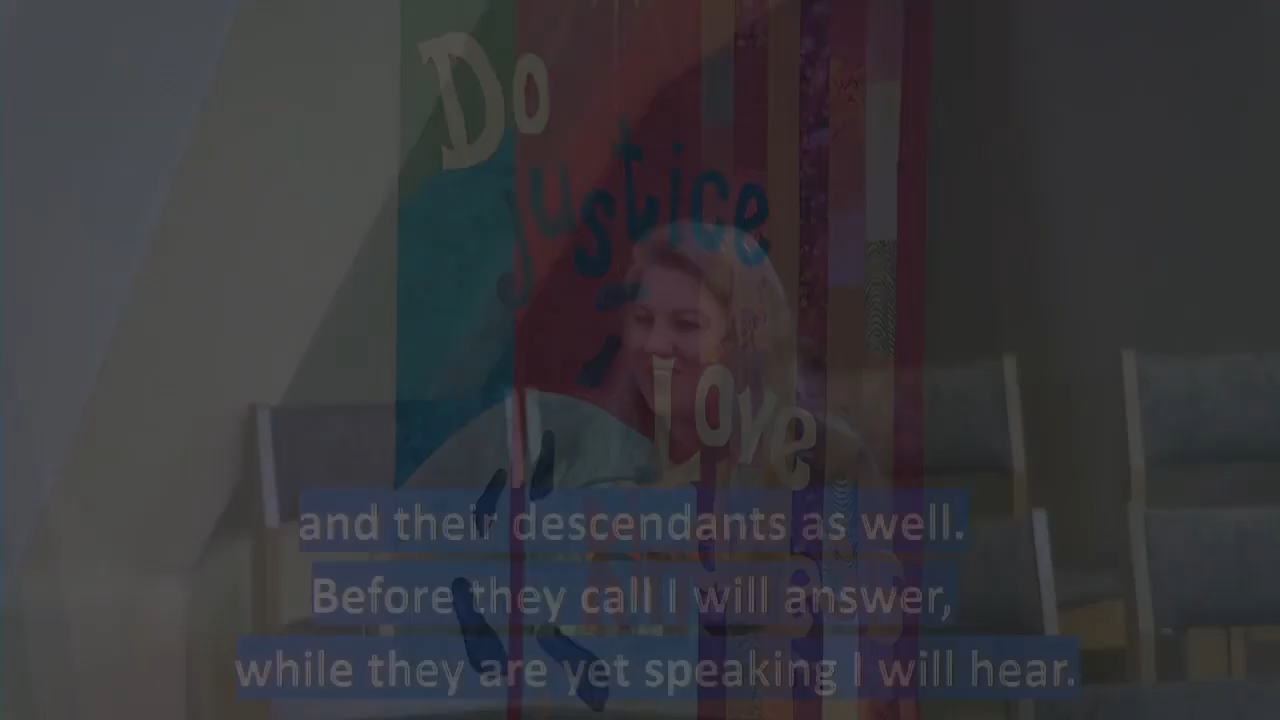 Do
justice
love
and their descendants as well.
Before they call I will answer,
while they are yet speaking I will hear.